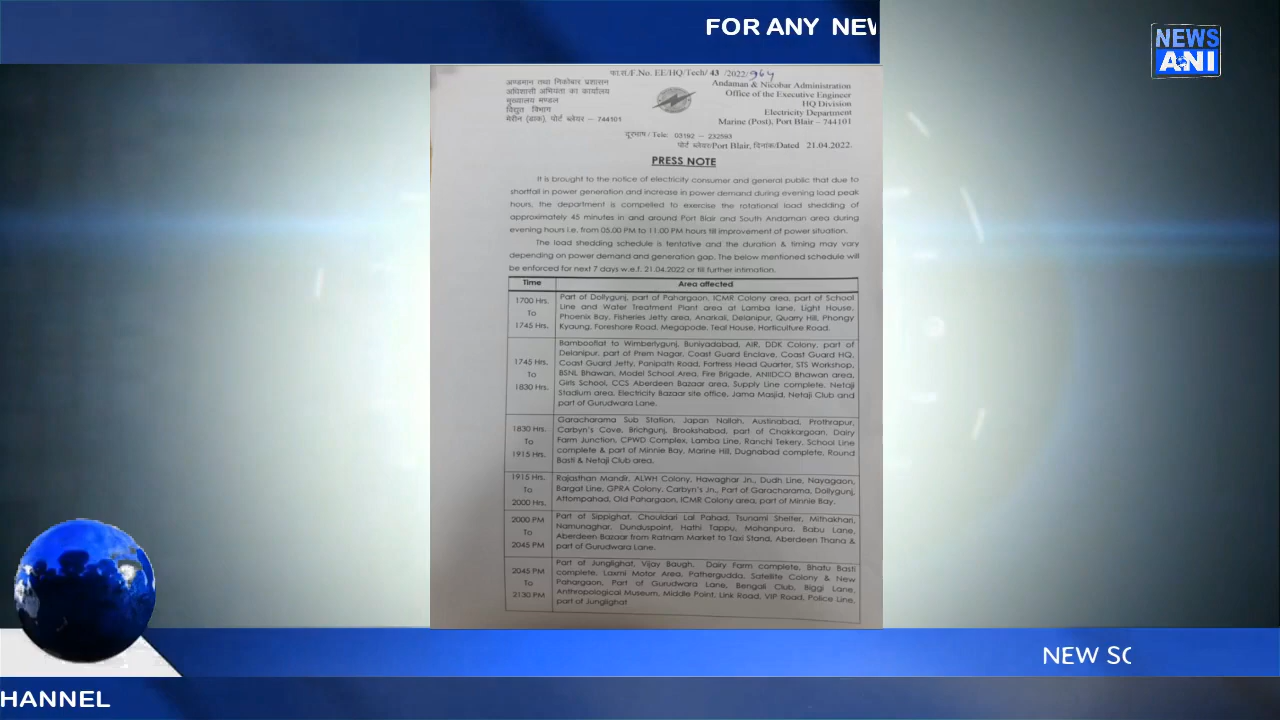 FOR ANY NEW
NEWS
ANI
फा.सं./F.No. EE/HQ/Tech/ 43 /2022/964
अण्डमान तथा निकोबार प्रशासन
अधिशासी अभियंता का कार्यालय
मुख्यालय मण्डल
विद्युत विभाग
मेरीन (डाक), पोर्ट ब्लेयर – 744101
Andaman & Nicobar Administration
Office of the Executive Engineer
HQ Division
Electricity Department
Marine (Post), Port Blair – 744101
दूरभाष / Tele: 03192 – 232593
पोर्ट ब्लेयर/Port Blair, दिनांक/Dated 21.04.2022.
PRESS NOTE
It is brought to the notice of electricity consumer and general public that due to
shortfall in power generation and increase in power demand during evening load peak
hours, the department is compelled to exercise the rotational load shedding of
approximately 45 minutes in and around Port Blair and South Andaman area during
evening hours i.e. from 05.00 PM to 11.00 PM hours till improvement of power situation.
The load shedding schedule is tentative and the duration & timing may vary
depending on power demand and generation gap. The below mentioned schedule will
be enforced for next 7 days w.e.f. 21.04.2022 or till further intimation.
Time Area affected
1700 Hrs.
To
1745 Hrs.
Part of Dollygunj, part of Pahargaon, ICMR Colony area, part of School
Line and Water Treatment Plant area at Lamba lane, Light House,
Phoenix Bay, Fisheries Jetty area, Anarkali, Delanipur, Quarry Hill, Phongy
Kyaung, Foreshore Road, Megapode, Teal House, Horticulture Road.
1745 Hrs.
To
1830 Hrs.
Bambooflat to Wimberlygunj, Buniyadabad, AIR, DDK Colony, part of
Delanipur, part of Prem Nagar, Coast Guard Enclave, Coast Guard HQ,
Coast Guard Jetty, Panipath Road, Fortress Head Quarter, STS Workshop,
BSNL Bhawan, Model School Area, Fire Brigade, ANIIDCO Bhawan area,
Girls School, CCS Aberdeen Bazaar area, Supply Line complete, Netaji
Stadium area, Electricity Bazaar site office, Jama Masjid, Netaji Club and
part of Gurudwara Lane.
1830 Hrs.
To
1915 Hrs.
Garacharama Sub Station, Japan Nallah, Austinabad, Prothrapur,
Carbyn's Cove, Brichgunj, Brookshabad, part of Chakkargoan, Dairy
Farm Junction, CPWD Complex, Lamba Line, Ranchi Tekery, School Line
complete & part of Minnie Bay, Marine Hill, Dugnabad complete, Round
Basti & Netaji Club area.
1915 Hrs.
To
2000 Hrs.
Rajasthan Mandir, ALWH Colony, Hawaghar Jn., Dudh Line, Nayagaon,
Bargat Line, GPRA Colony, Carbyn's Jn., Part of Garacharama, Dollygunj,
Attompahad, Old Pahargaon, ICMR Colony area, part of Minnie Bay.
2000 PM
To
2045 PM
Part of Sippighat, Chouldari Lal Pahad, Tsunami Shelter, Mithakhari,
Namunaghar, Dunduspoint, Hathi Tappu, Mohanpura, Babu Lane,
Aberdeen Bazaar from Ratnam Market to Taxi Stand, Aberdeen Thana &
part of Gurudwara Lane.
2045 PM
To
2130 PM
Part of Junglighat, Vijay Baugh, Dairy Farm complete, Bhatu Basti
complete, Laxmi Motor Area, Pathergudda, Satellite Colony & New
Pahargaon, Part of Gurudwara Lane, Bengali Club, Biggi Lane,
Anthropological Museum, Middle Point, Link Road, VIP Road, Police Line,
part of Junglighat
NEW SC
HANNEL